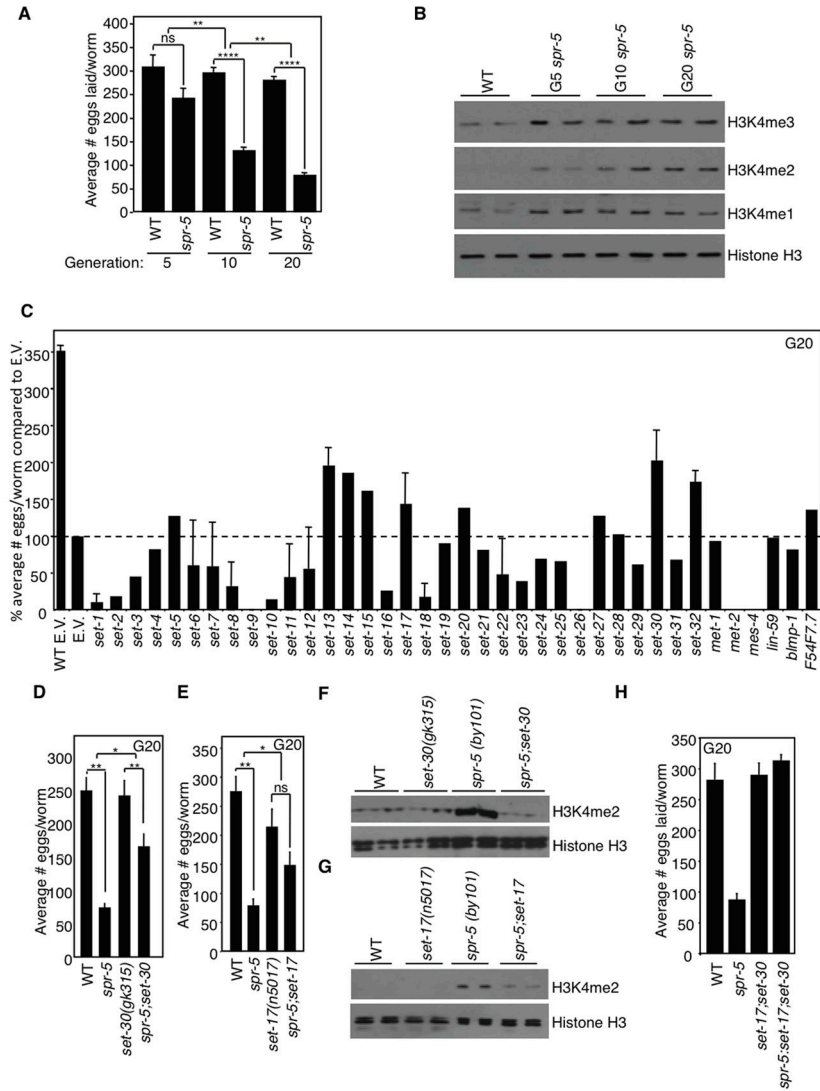 A
Average # eggs laid/worm
400
350
300
250
200
150
100
50
0
ns
**
****
**
****
WT
spr-5
WT
spr-5
WT
spr-5
Generation: 5 10 20
B
WT
G5 spr-5
G10 spr-5
G20 spr-5
H3K4me3
H3K4me2
H3K4me1
Histone H3
C
G20
% average # eggs/worm compared to E.V.
350
300
250
200
150
100
50
0
WT E.V.
E.V.
set-1
set-2
set-3
set-4
set-5
set-6
set-7
set-8
set-9
set-10
set-11
set-12
set-13
set-14
set-15
set-16
set-17
set-18
set-19
set-20
set-21
set-22
set-23
set-24
set-25
set-26
set-27
set-28
set-29
set-30
set-31
set-32
met-1
met-2
mes-4
lin-59
blmp-1
F54F7.7
D
G20
Average # eggs/worm
250
200
150
100
50
0
*
**
**
WT
spr-5
set-30(gk315)
spr-5;set-30
E
G20
Average # eggs/worm
350
300
250
200
150
100
50
0
*
**
ns
WT
spr-5
set-17(n5017)
spr-5;set-17
F
WT
set-30(gk315)
spr-5 (by101)
spr-5;set-30
H3K4me2
Histone H3
G
WT
set-17(n5017)
spr-5 (by101)
spr-5;set-17
H3K4me2
Histone H3
H
G20
Average # eggs laid/worm
350
300
250
200
150
100
50
0
WT
spr-5
set-17;set-30
spr-5;set-17;set-30